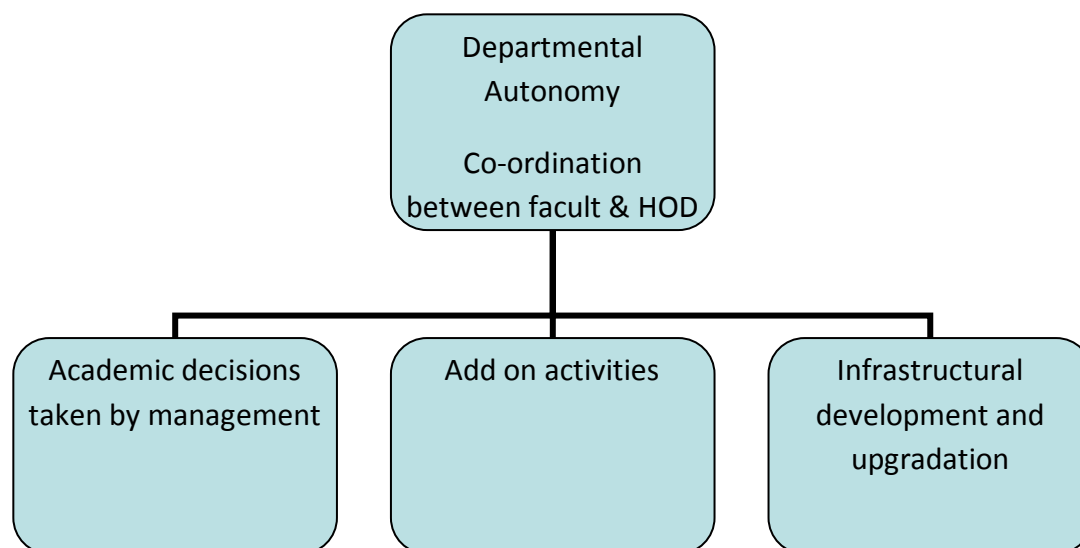 Departmental
Autonomy
Co-ordination
between facult & HOD
Academic decisions
taken by management
Add on activities
Infrastructural
development and
upgradation